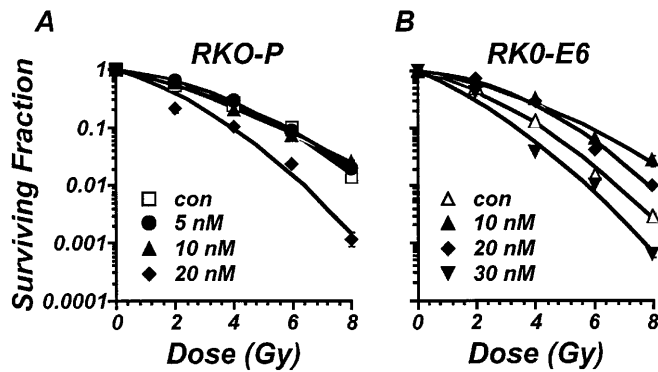 A
RKO-P
Surviving Fraction
1
0.1
0.01
0.001
0.0001
con
5 nM
10 nM
20 nM
0 2 4 6 8
Dose (Gy)
B
RK0-E6
con
10 nM
20 nM
30 nM
0 2 4 6 8
Dose (Gy)